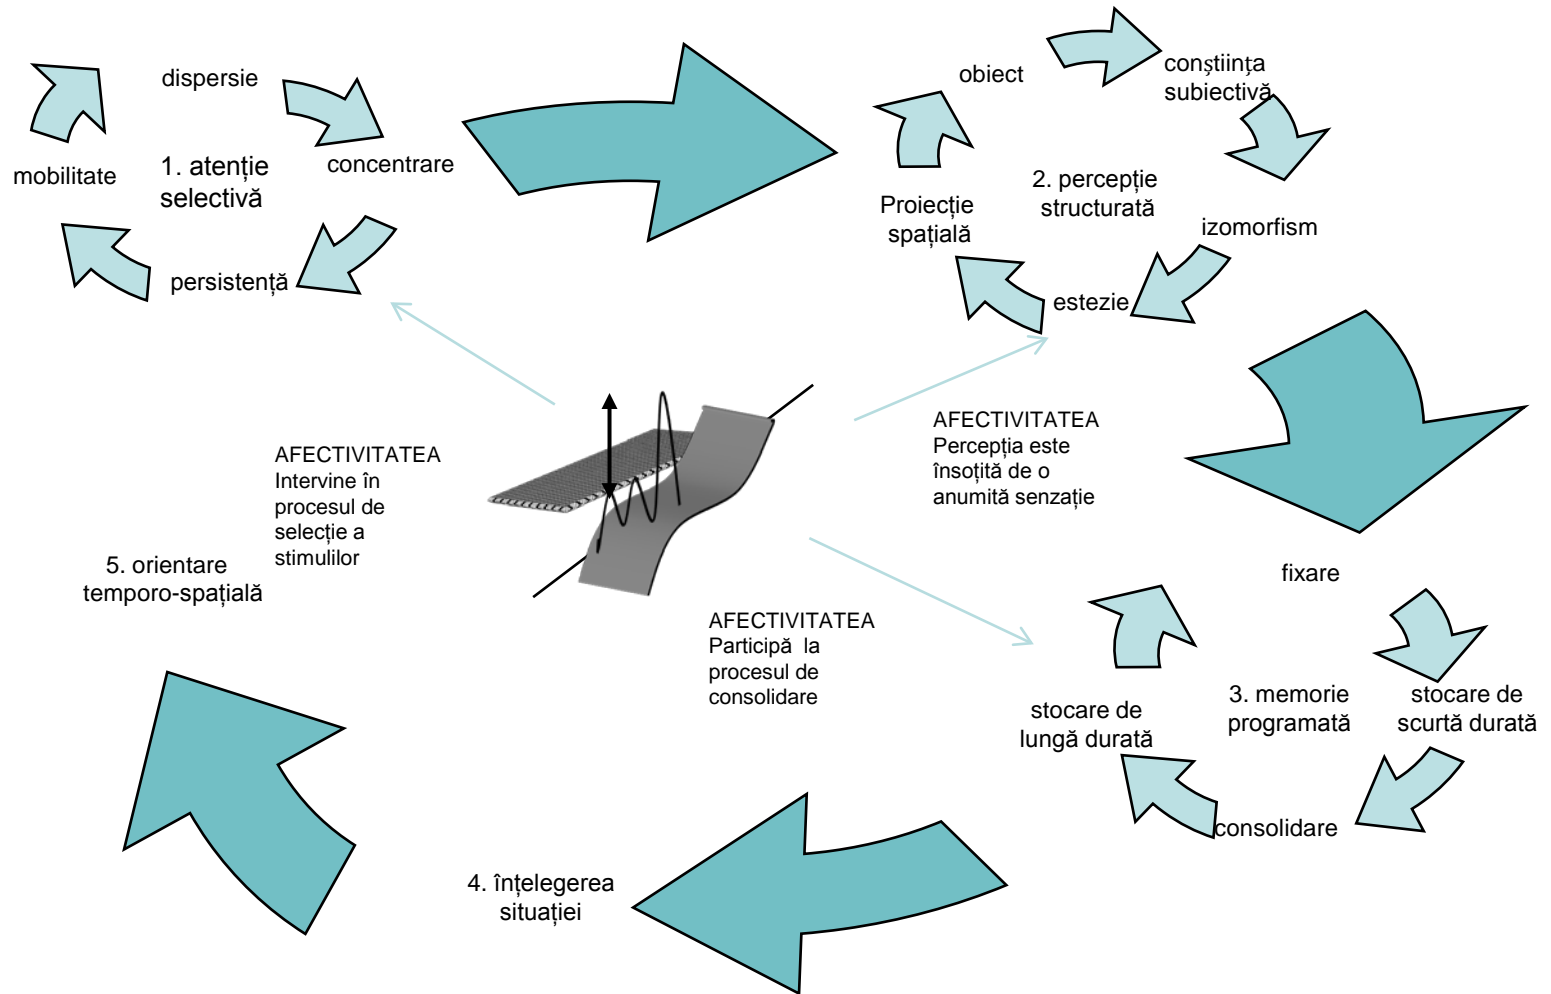 dispersie
concentrare
persistență
mobilitate
1. atenție
selectivă
obiect
conștiința
subiectivă
izomorfism
estezie
Proiecție
spațială
2. percepție
structurată
AFECTIVITATEA
Intervine în
procesul de
selecție a
stimulilor
AFECTIVITATEA
Percepția este
însoțită de o
anumită senzație
AFECTIVITATEA
Participă la
procesul de
consolidare
fixare
stocare de
scurtă durată
consolidare
stocare de
lungă durată
3. memorie
programată
4. înțelegerea
situației
5. orientare
temporo-spațială